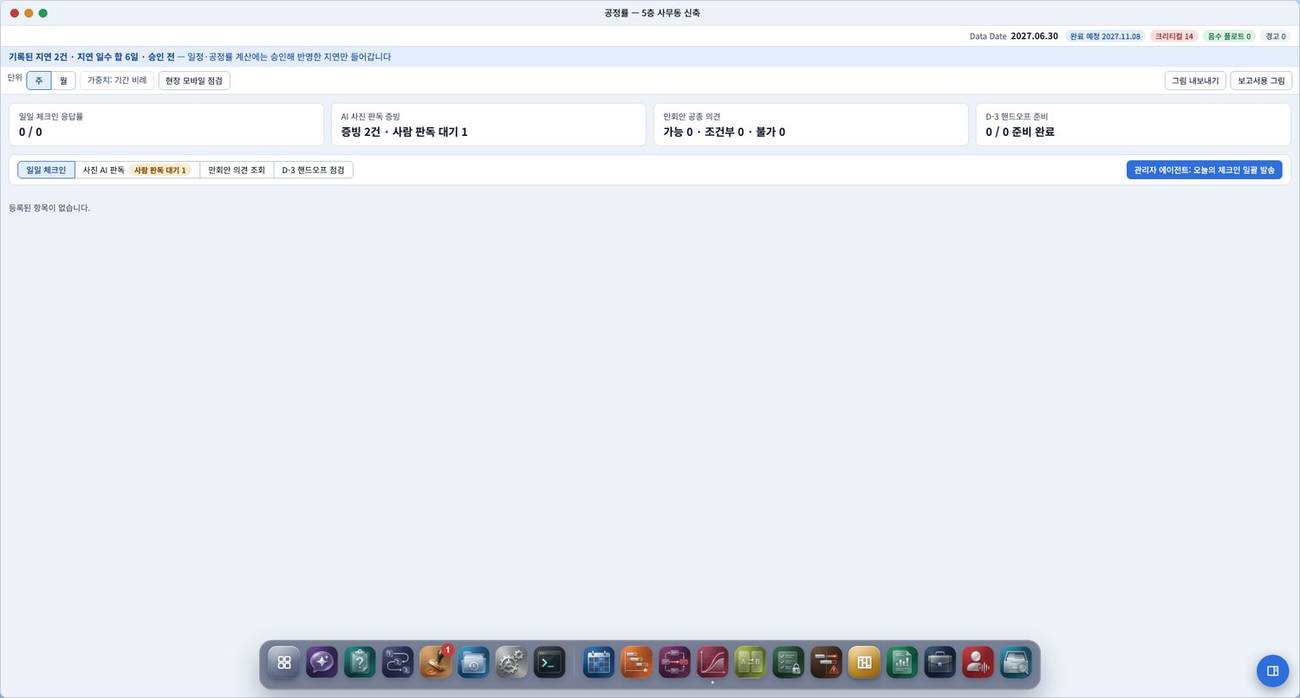 공정률 — 5층 사무동 신축
Data Date 2027.06.30 완료 예정 2027.11.08 크리티컬 14 음수 플로트 0 경고 0
기록된 지연 2건 · 지연 일수 합 6일 · 승인 전 — 일정·공정률 계산에는 승인해 반영한 지연만 들어갑니다
단위 주 월 가중치: 기간 비례 현장 모바일 점검 그림 내보내기 보고서용 그림
일일 체크인 응답률
0 / 0
AI 사진 판독 증빙
증빙 2건 · 사람 판독 대기 1
만회안 공종 의견
가능 0 · 조건부 0 · 불가 0
D-3 핸드오프 준비
0 / 0 준비 완료
일일 체크인 사진 AI 판독 사람 판독 대기 1 만회안 의견 조회 D-3 핸드오프 점검 관리자 에이전트: 오늘의 체크인 일괄 발송
등록된 항목이 없습니다.
1